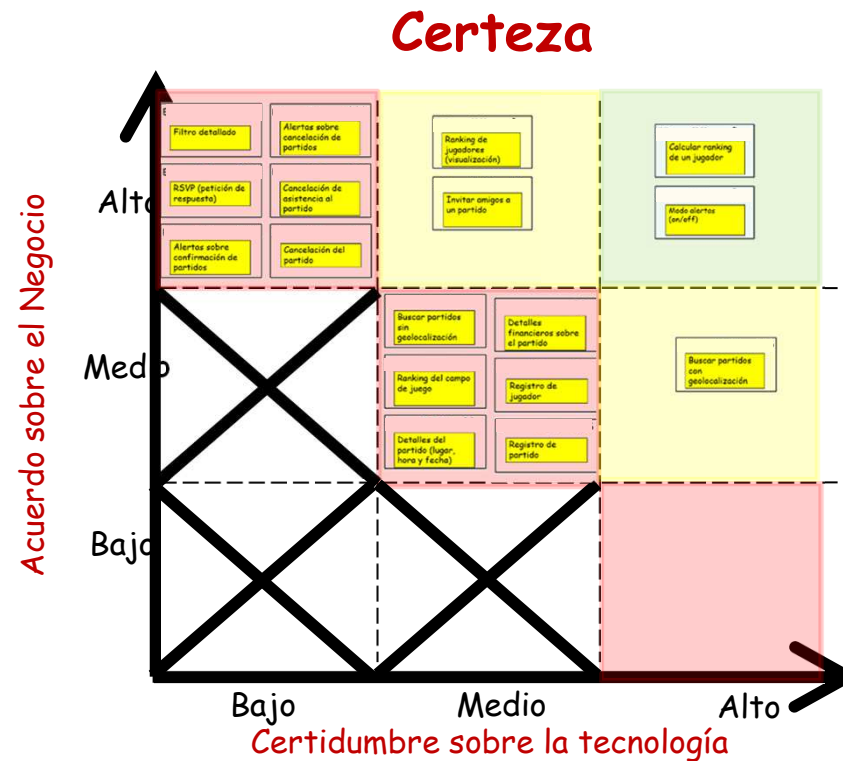 Certeza
Acuerdo sobre el Negocio
Alto
Filtro detallado
Alertas sobre
cancelación de
partidos
RSVP (petición de
respuesta)
Cancelación de
asistencia al
partido
Alertas sobre
confirmación de
partidos
Cancelación del
partido
Ranking de
jugadores
(visualización)
Invitar amigos a
un partido
Calcular ranking
de un jugador
Modo alertas
(on/off)
Medio
Buscar partidos
sin
geolocalización
Detalles
financieros sobre
el partido
Ranking del campo
de juego
Registro de
jugador
Detalles del
partido (lugar,
hora y fecha)
Registro de
partido
Buscar partidos
con
geolocalización
Bajo
Bajo
Medio
Alto
Certidumbre sobre la tecnología